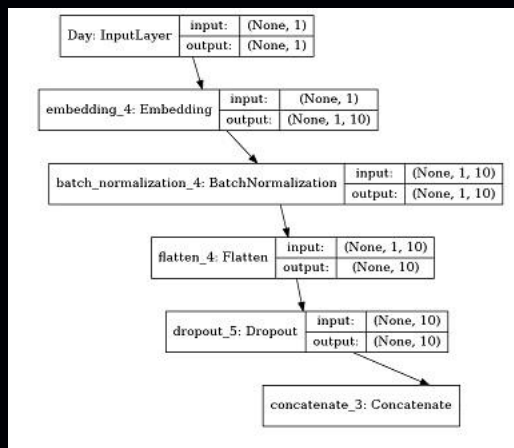 Day: InputLayer input: (None, 1)
output: (None, 1)
embedding_4: Embedding input: (None, 1)
output: (None, 1, 10)
batch_normalization_4: BatchNormalization input: (None, 1, 10)
output: (None, 1, 10)
flatten_4: Flatten input: (None, 1, 10)
output: (None, 10)
dropout_5: Dropout input: (None, 10)
output: (None, 10)
concatenate_3: Concatenate